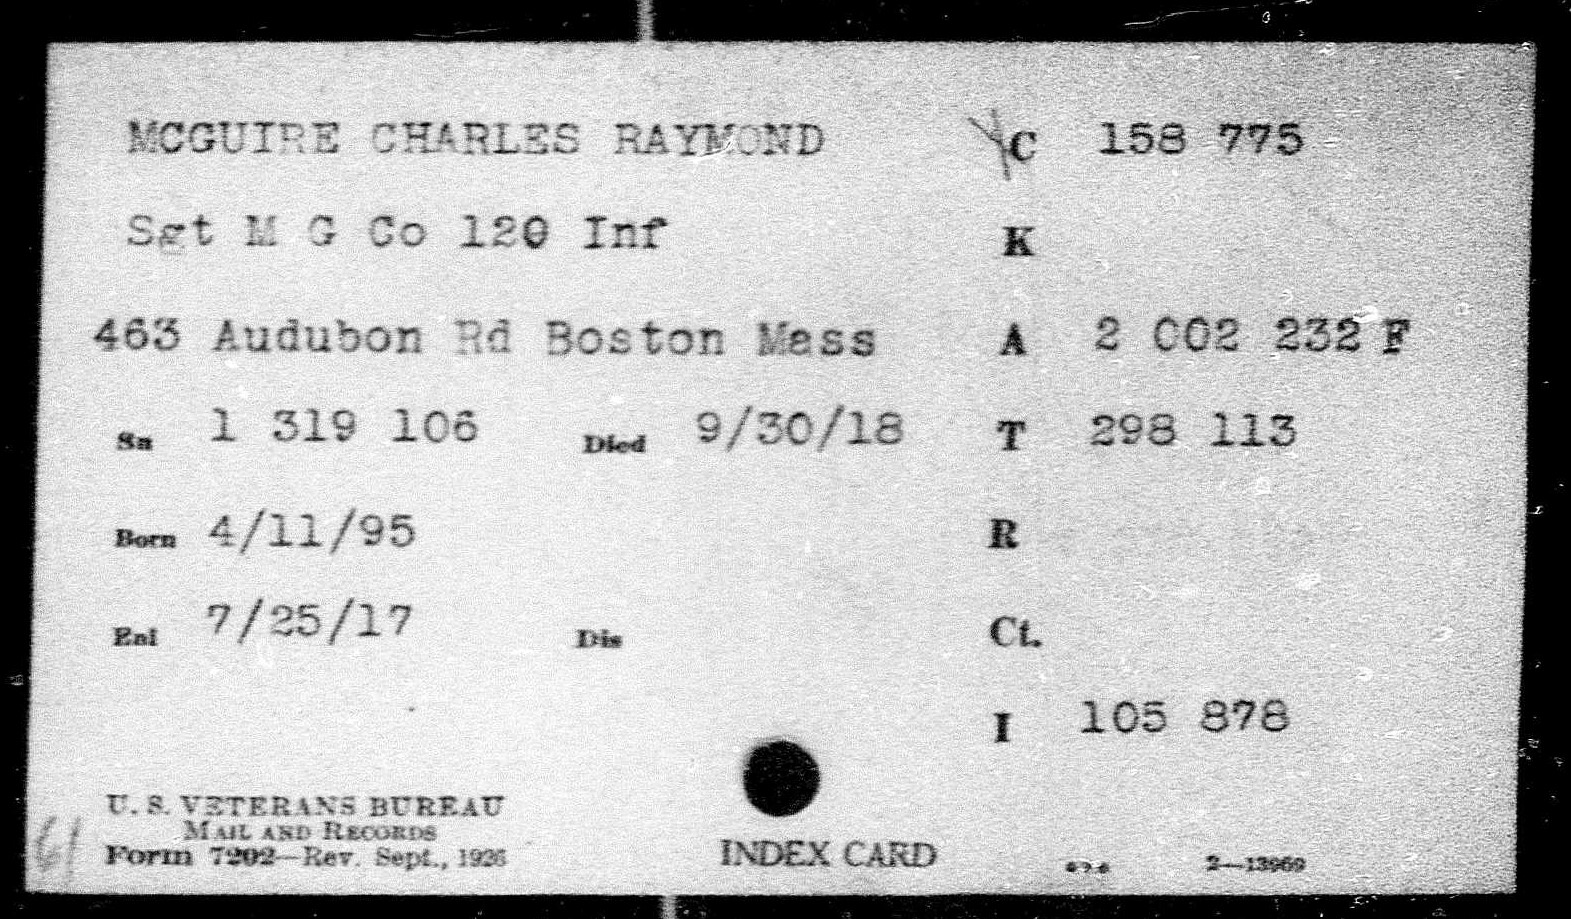 MCGUIRE CHARLES RAYMOND C 158 775
Sgt M G Co 120 Inf K
463 Audubon Rd Boston Mass A 2 002 232 F
Sn 1 319 106 Died 9/30/18 T 298 113
Born 4/11/95 R
Enl 7/25/17 Dis Ct.
I 105 878
U. S. VETERANS BUREAU
MAIL AND RECORDS
Form 7202—Rev. Sept., 1926
INDEX CARD
2—13969
61